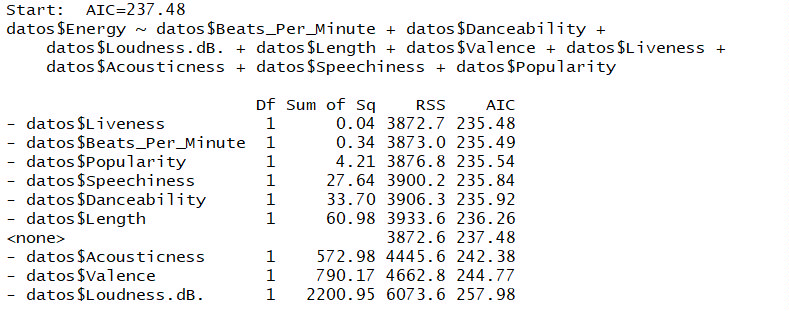 Start:  AIC=237.48
datos$Energy ~ datos$Beats_Per_Minute + datos$Danceability +
    datos$Loudness.dB. + datos$Length + datos$Valence + datos$Liveness +
    datos$Acousticness + datos$Speechiness + datos$Popularity

                         Df Sum of Sq    RSS    AIC
- datos$Liveness          1      0.04 3872.7 235.48
- datos$Beats_Per_Minute  1      0.34 3873.0 235.49
- datos$Popularity        1      4.21 3876.8 235.54
- datos$Speechiness       1     27.64 3900.2 235.84
- datos$Danceability      1     33.70 3906.3 235.92
- datos$Length            1     60.98 3933.6 236.26
<none>                                3872.6 237.48
- datos$Acousticness      1    572.98 4445.6 242.38
- datos$Valence           1    790.17 4662.8 244.77
- datos$Loudness.dB.      1   2200.95 6073.6 257.98